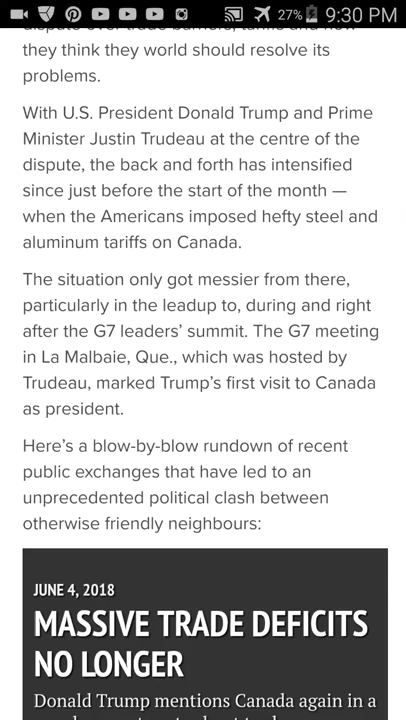 27% 9:30 PM
they think they world should resolve its
problems.
With U.S. President Donald Trump and Prime
Minister Justin Trudeau at the centre of the
dispute, the back and forth has intensified
since just before the start of the month —
when the Americans imposed hefty steel and
aluminum tariffs on Canada.
The situation only got messier from there,
particularly in the leadup to, during and right
after the G7 leaders’ summit. The G7 meeting
in La Malbaie, Que., which was hosted by
Trudeau, marked Trump’s first visit to Canada
as president.
Here’s a blow-by-blow rundown of recent
public exchanges that have led to an
unprecedented political clash between
otherwise friendly neighbours:
JUNE 4, 2018
MASSIVE TRADE DEFICITS
NO LONGER
Donald Trump mentions Canada again in a